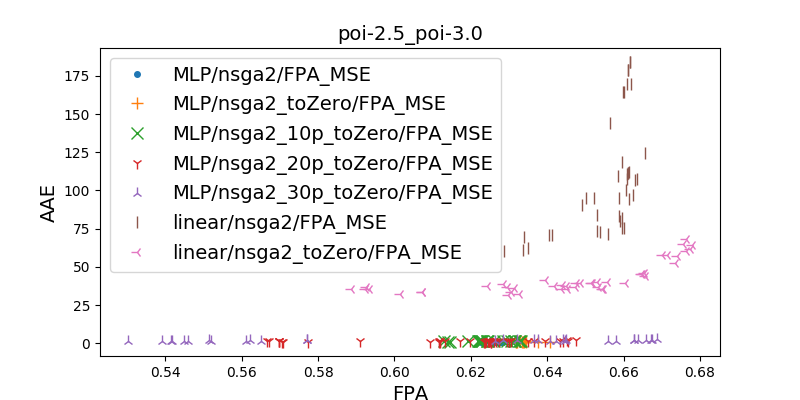 poi-2.5_poi-3.0
AAE
175
150
125
100
75
50
25
0
MLP/nsga2/FPA_MSE
MLP/nsga2_toZero/FPA_MSE
MLP/nsga2_10p_toZero/FPA_MSE
MLP/nsga2_20p_toZero/FPA_MSE
MLP/nsga2_30p_toZero/FPA_MSE
linear/nsga2/FPA_MSE
linear/nsga2_toZero/FPA_MSE
0.54 0.56 0.58 0.60 0.62 0.64 0.66 0.68
FPA